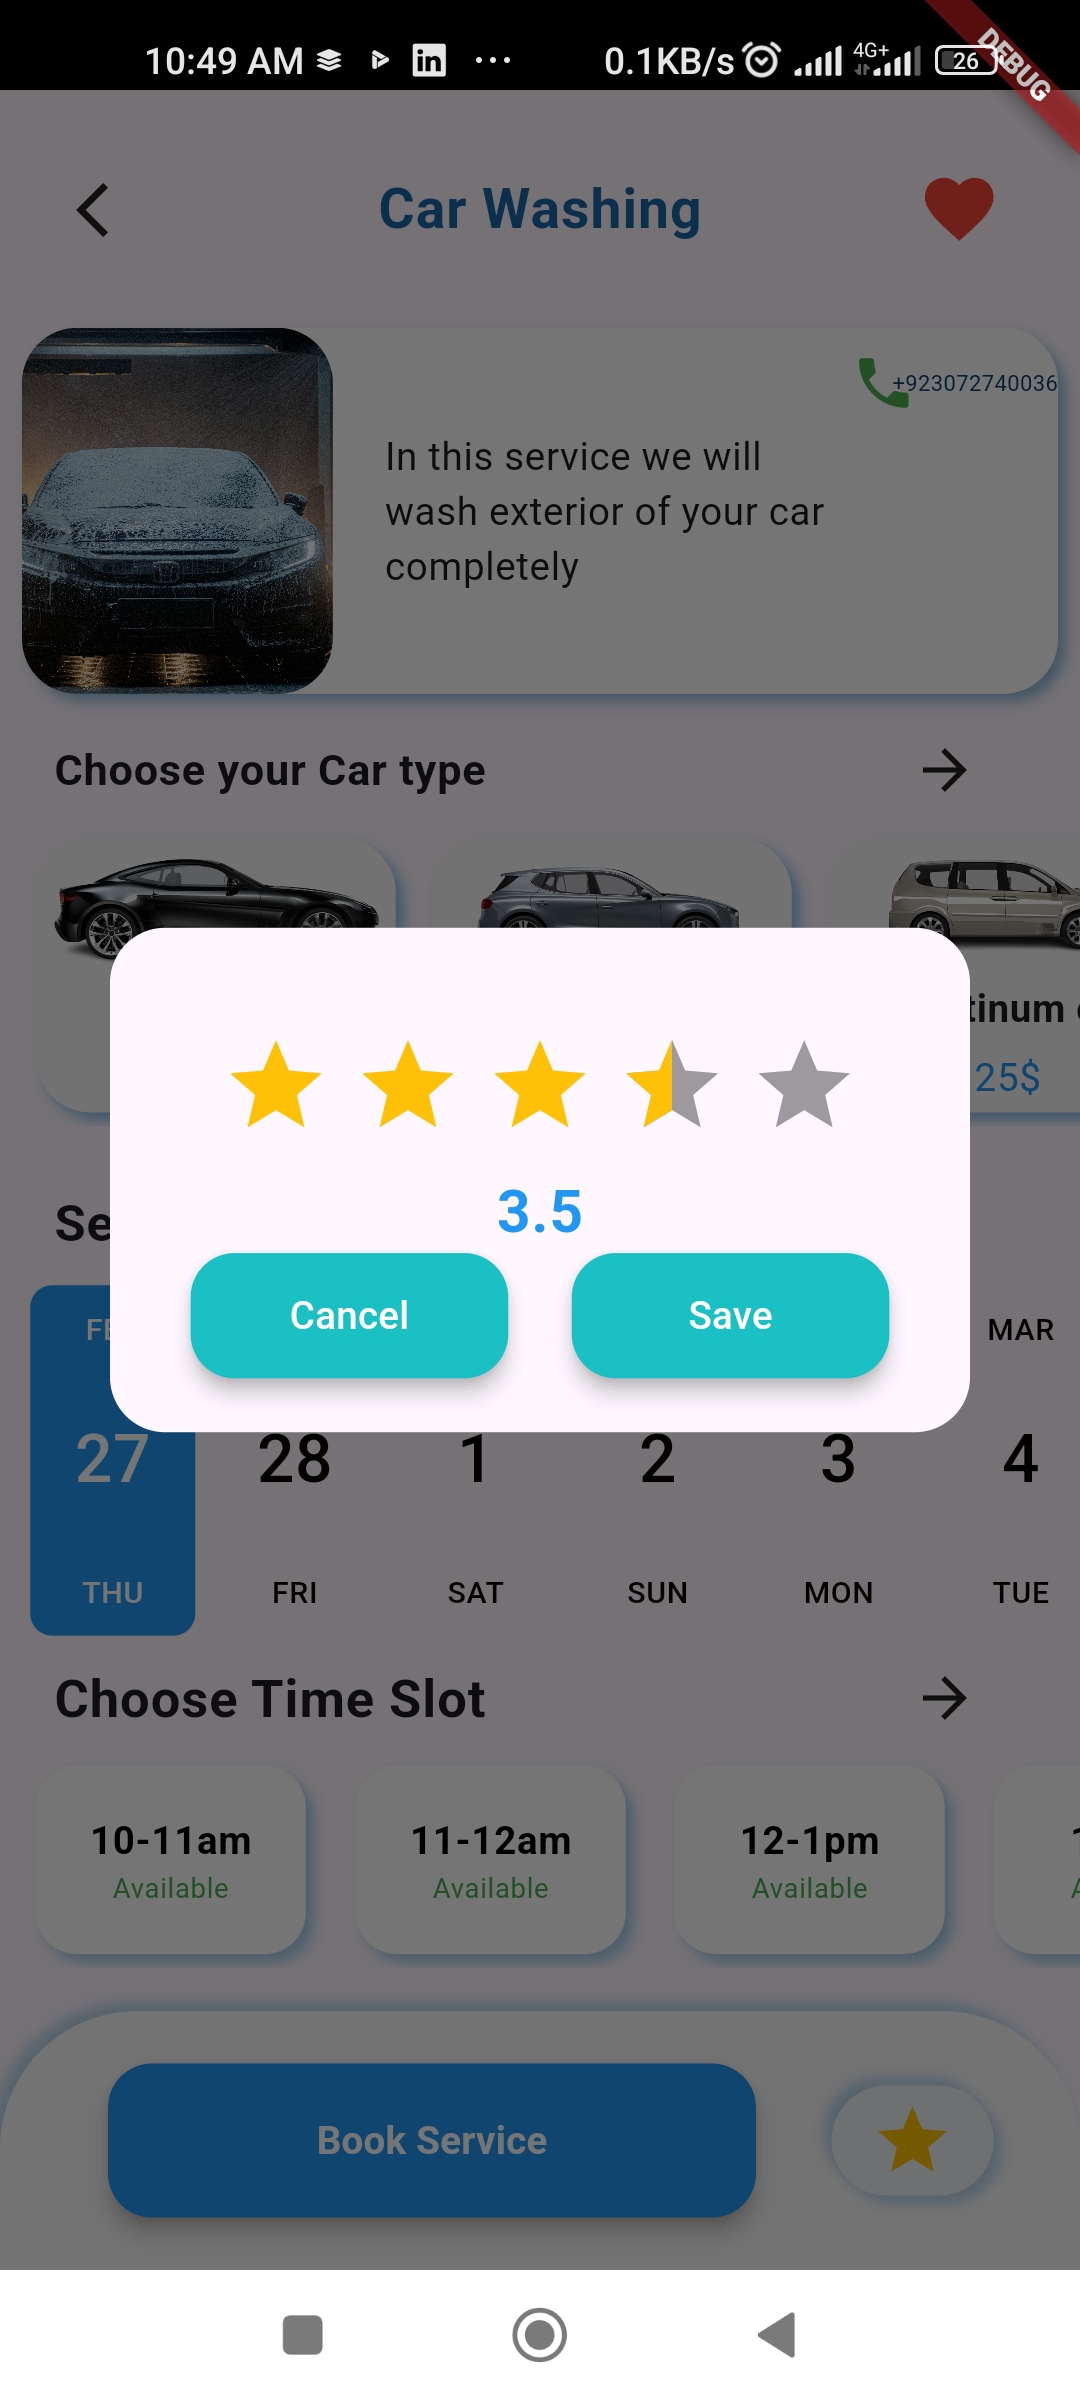 10:49 AM
0.1KB/s
4G+
26
DEBUG
Car Washing
+923072740036
In this service we will
wash exterior of your car
completely
Choose your Car type
tinum
25$
3.5
Cancel
Save
Se
MAR
27 28 1 2 3 4
THU FRI SAT SUN MON TUE
Choose Time Slot
10-11am 11-12am 12-1pm
Available Available Available
Book Service